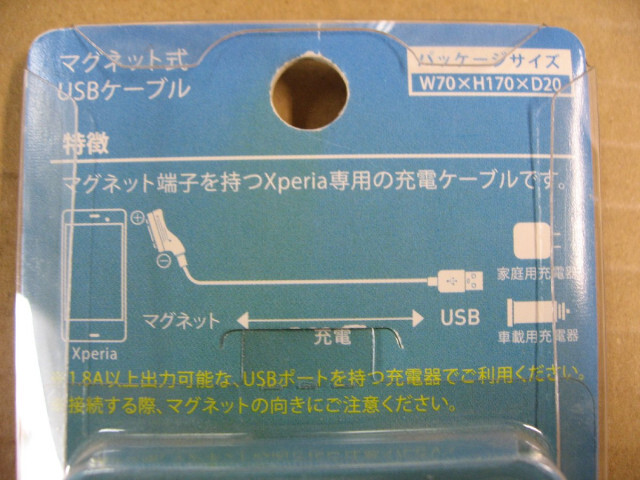 マグネット式
USBケーブル
パッケージサイズ
W70×H170×D20
特徴
マグネット端子を持つXperia専用の充電ケーブルです。
家庭用充電器
マグネット
充電
USB
車載用充電器
Xperia
※1.8A以上出力可能な、USBポートを持つ充電器でご利用ください。
※接続する際、マグネットの向きにご注意ください。